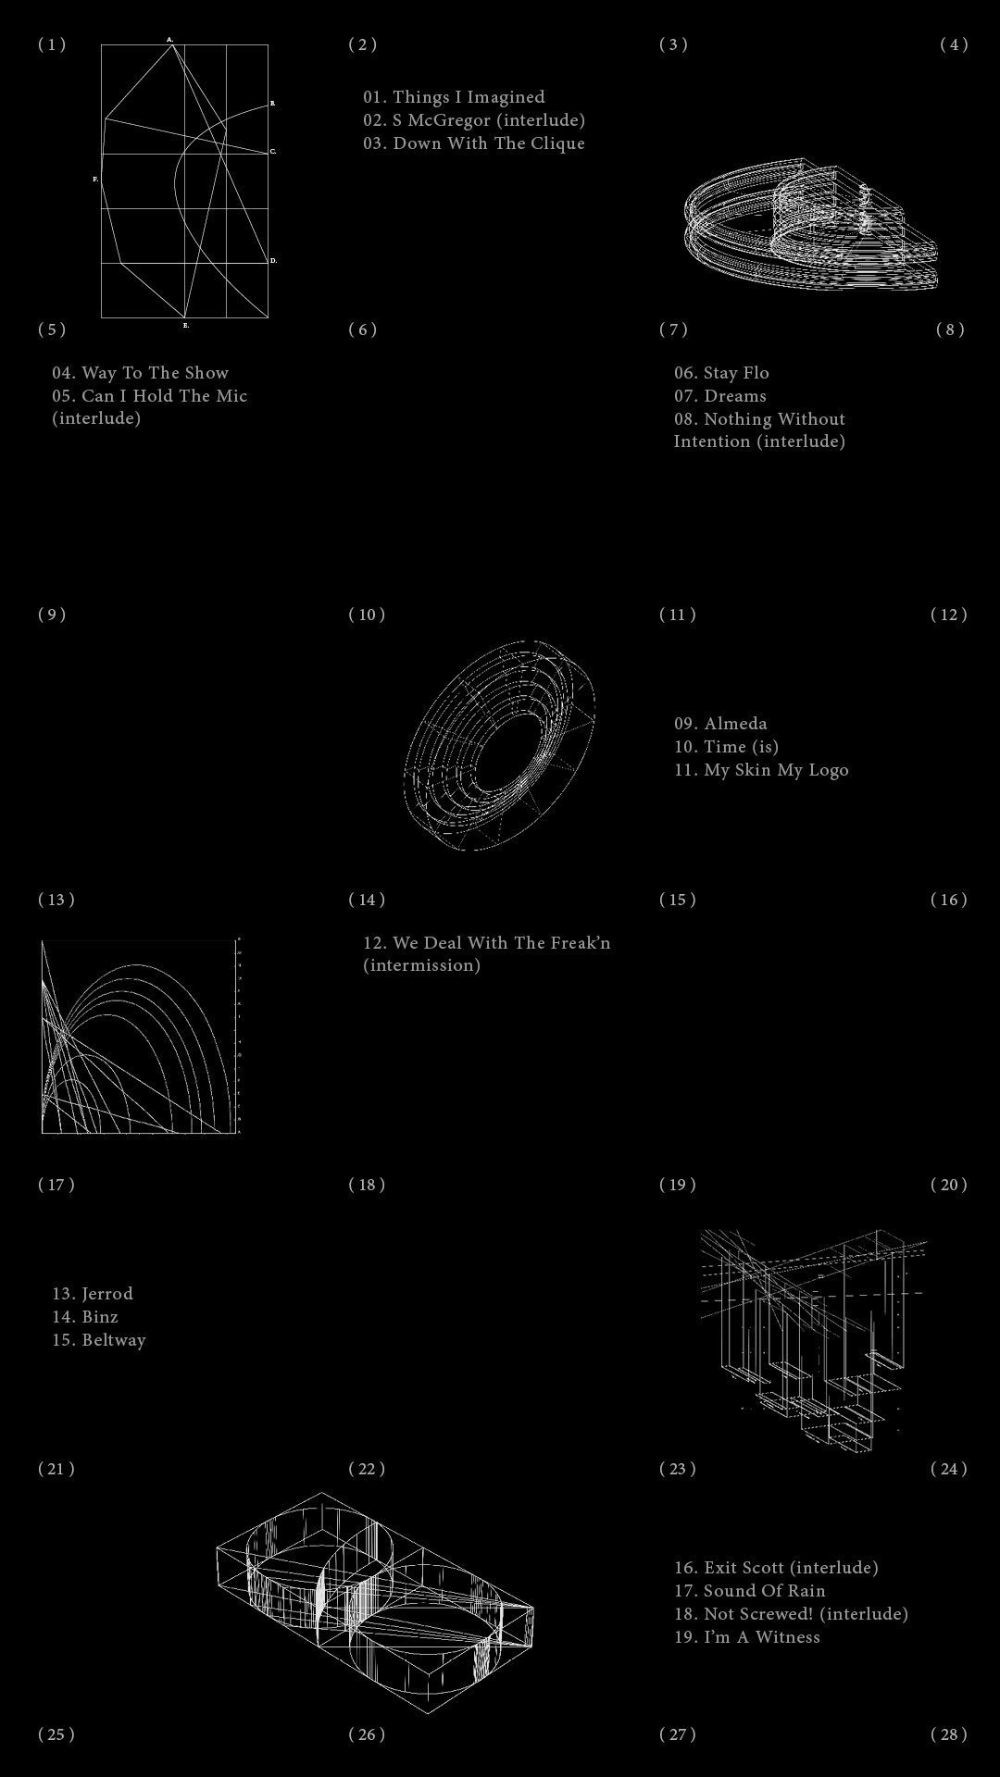 (1)
(2)
(3)
(4)
A.
B.
C.
D.
E.
F.
01. Things I Imagined
02. S McGregor (interlude)
03. Down With The Clique
(5)
(6)
(7)
(8)
04. Way To The Show
05. Can I Hold The Mic
(interlude)
06. Stay Flo
07. Dreams
08. Nothing Without
Intention (interlude)
(9)
(10)
(11)
(12)
09. Almeda
10. Time (is)
11. My Skin My Logo
(13)
(14)
(15)
(16)
12. We Deal With The Freak’n
(intermission)
(17)
(18)
(19)
(20)
13. Jerrod
14. Binz
15. Beltway
(21)
(22)
(23)
(24)
16. Exit Scott (interlude)
17. Sound Of Rain
18. Not Screwed! (interlude)
19. I’m A Witness
(25)
(26)
(27)
(28)